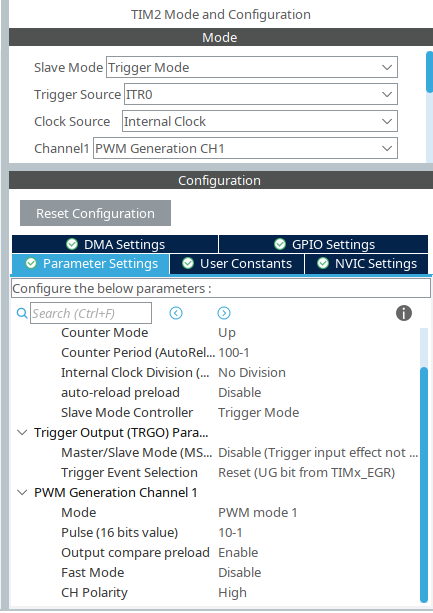 TIM2 Mode and Configuration
Mode
Slave Mode Trigger Mode
Trigger Source ITR0
Clock Source Internal Clock
Channel1 PWM Generation CH1
Configuration
Reset Configuration
DMA Settings GPIO Settings
Parameter Settings User Constants NVIC Settings
Configure the below parameters :
Search (Ctrl+F)
Counter Mode Up
Counter Period (AutoRel... 100-1
Internal Clock Division (... No Division
auto-reload preload Disable
Slave Mode Controller Trigger Mode
Trigger Output (TRGO) Para...
Master/Slave Mode (MS... Disable (Trigger input effect not ...
Trigger Event Selection Reset (UG bit from TIMx_EGR)
PWM Generation Channel 1
Mode PWM mode 1
Pulse (16 bits value) 10-1
Output compare preload Enable
Fast Mode Disable
CH Polarity High